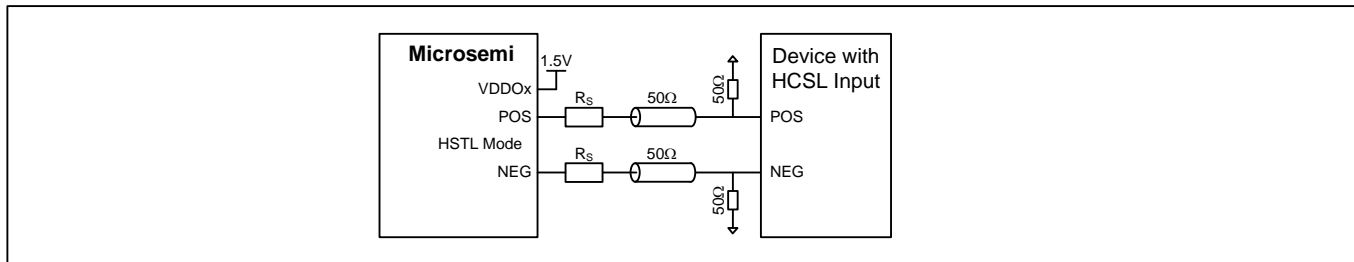 Microsemi
1.5V
VDDOx
POS
HSTL Mode
NEG
RS
50Ω
RS
50Ω
50Ω
50Ω
Device with
HCSL Input
POS
NEG